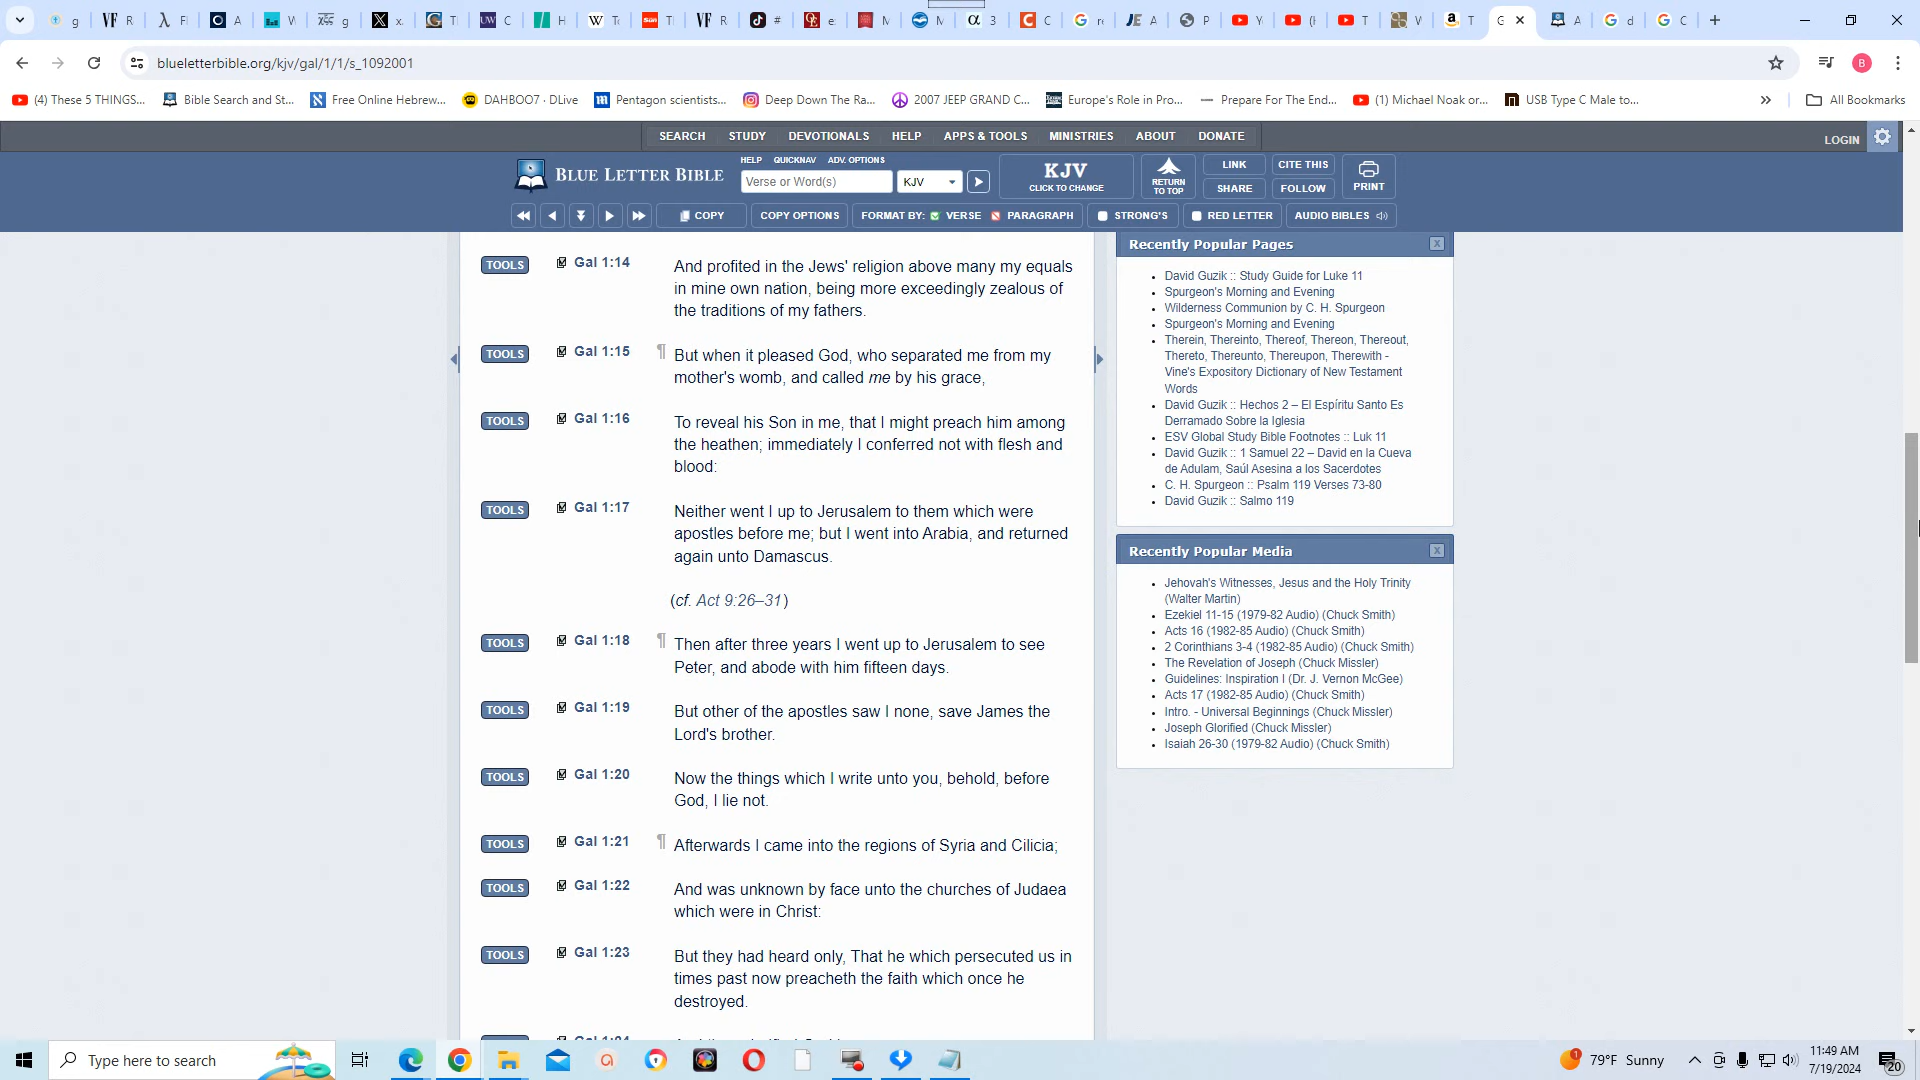 g
R
Fl
A
W
g
x.
Tl
C
H
To
Tl
R
#
e:
M
M
3
C
re
A
P
Y
(I
T
V
T
G
A
d
C
blueletterbible.org/kjv/gal/1/1/s_1092001
B
(4) These 5 THINGS...
Bible Search and St...
Free Online Hebrew...
DAHBOO7 · DLive
Pentagon scientists...
Deep Down The Ra...
2007 JEEP GRAND C...
Europe's Role in Pro...
Prepare For The End...
(1) Michael Noak or...
USB Type C Male to...
All Bookmarks
SEARCH STUDY DEVOTIONALS HELP APPS & TOOLS MINISTRIES ABOUT DONATE
LOGIN
BLUE LETTER BIBLE
HELP QUICKNAV ADV. OPTIONS
Verse or Word(s)
KJV
KJV
CLICK TO CHANGE
RETURN
TO TOP
LINK
CITE THIS
SHARE
FOLLOW
PRINT
COPY
COPY OPTIONS
FORMAT BY: VERSE PARAGRAPH
STRONG'S
RED LETTER
AUDIO BIBLES
TOOLS Gal 1:14 And profited in the Jews' religion above many my equals
in mine own nation, being more exceedingly zealous of
the traditions of my fathers.
TOOLS Gal 1:15 ¶ But when it pleased God, who separated me from my
mother's womb, and called me by his grace,
TOOLS Gal 1:16 To reveal his Son in me, that I might preach him among
the heathen; immediately I conferred not with flesh and
blood:
TOOLS Gal 1:17 Neither went I up to Jerusalem to them which were
apostles before me; but I went into Arabia, and returned
again unto Damascus.
(cf. Act 9:26–31)
TOOLS Gal 1:18 ¶ Then after three years I went up to Jerusalem to see
Peter, and abode with him fifteen days.
TOOLS Gal 1:19 But other of the apostles saw I none, save James the
Lord's brother.
TOOLS Gal 1:20 Now the things which I write unto you, behold, before
God, I lie not.
TOOLS Gal 1:21 ¶ Afterwards I came into the regions of Syria and Cilicia;
TOOLS Gal 1:22 And was unknown by face unto the churches of Judaea
which were in Christ:
TOOLS Gal 1:23 But they had heard only, That he which persecuted us in
times past now preacheth the faith which once he
destroyed.
Recently Popular Pages
David Guzik :: Study Guide for Luke 11
Spurgeon's Morning and Evening
Wilderness Communion by C. H. Spurgeon
Spurgeon's Morning and Evening
Therein, Thereinto, Thereof, Thereon, Thereout,
Thereto, Thereunto, Thereupon, Therewith -
Vine's Expository Dictionary of New Testament
Words
David Guzik :: Hechos 2 – El Espíritu Santo Es
Derramado Sobre la Iglesia
ESV Global Study Bible Footnotes :: Luk 11
David Guzik :: 1 Samuel 22 – David en la Cueva
de Adulam, Saúl Asesina a los Sacerdotes
C. H. Spurgeon :: Psalm 119 Verses 73-80
David Guzik :: Salmo 119
Recently Popular Media
Jehovah's Witnesses, Jesus and the Holy Trinity
(Walter Martin)
Ezekiel 11-15 (1979-82 Audio) (Chuck Smith)
Acts 16 (1982-85 Audio) (Chuck Smith)
2 Corinthians 3-4 (1982-85 Audio) (Chuck Smith)
The Revelation of Joseph (Chuck Missler)
Guidelines: Inspiration I (Dr. J. Vernon McGee)
Acts 17 (1982-85 Audio) (Chuck Smith)
Intro. - Universal Beginnings (Chuck Missler)
Joseph Glorified (Chuck Missler)
Isaiah 26-30 (1979-82 Audio) (Chuck Smith)
Type here to search
1
79°F Sunny
11:49 AM
7/19/2024
20